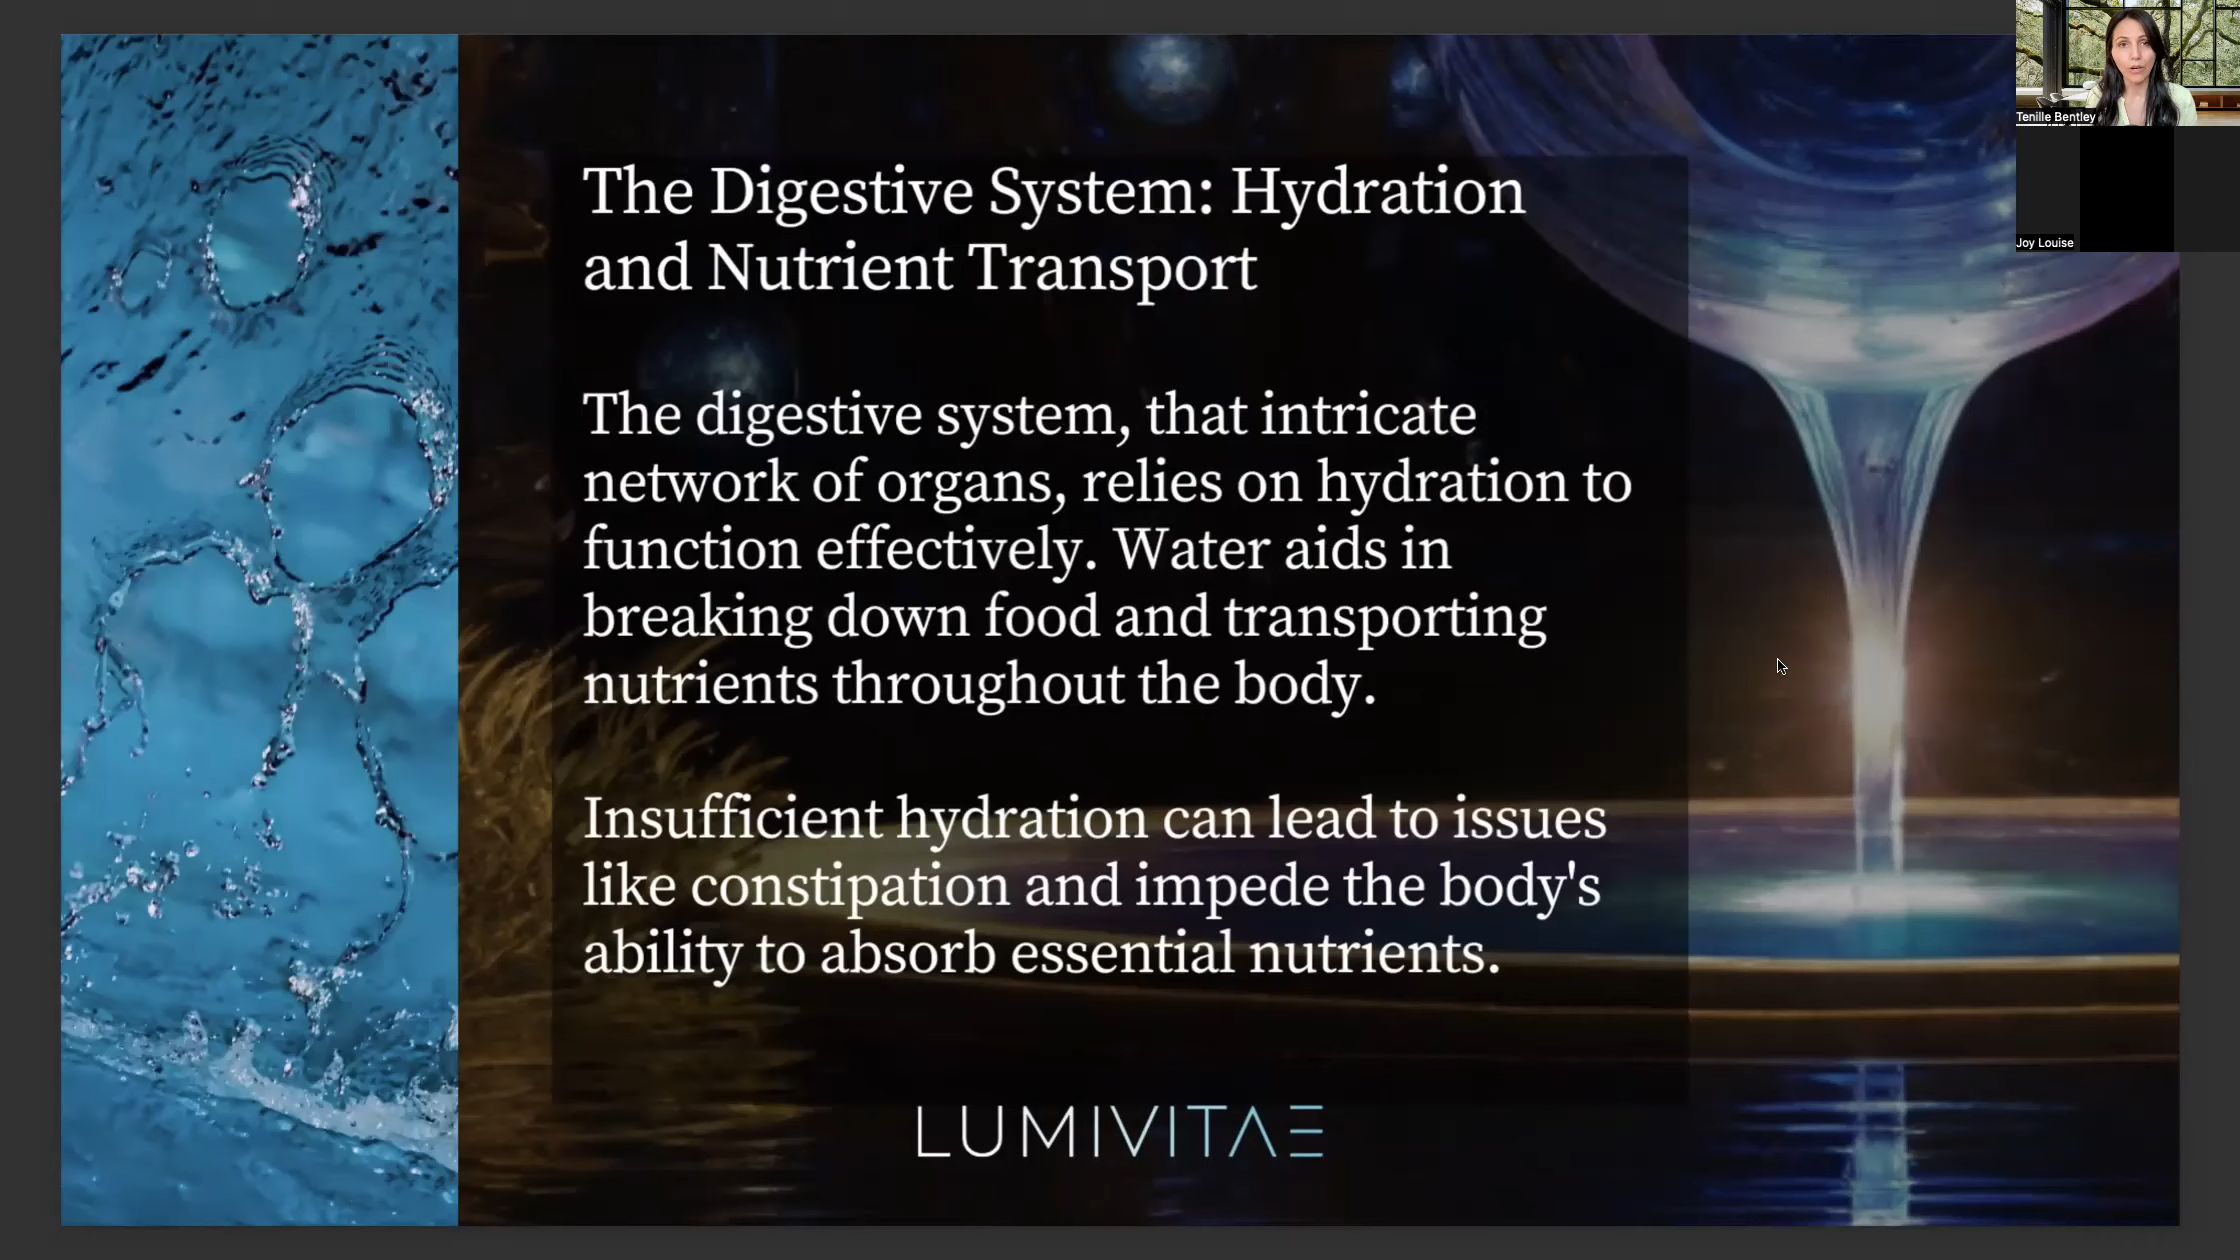 The Digestive System: Hydration
and Nutrient Transport
The digestive system, that intricate
network of organs, relies on hydration to
function effectively. Water aids in
breaking down food and transporting
nutrients throughout the body.
Insufficient hydration can lead to issues
like constipation and impede the body's
ability to absorb essential nutrients.
LUMIVITAE
Tenille Bentley
Joy Louise